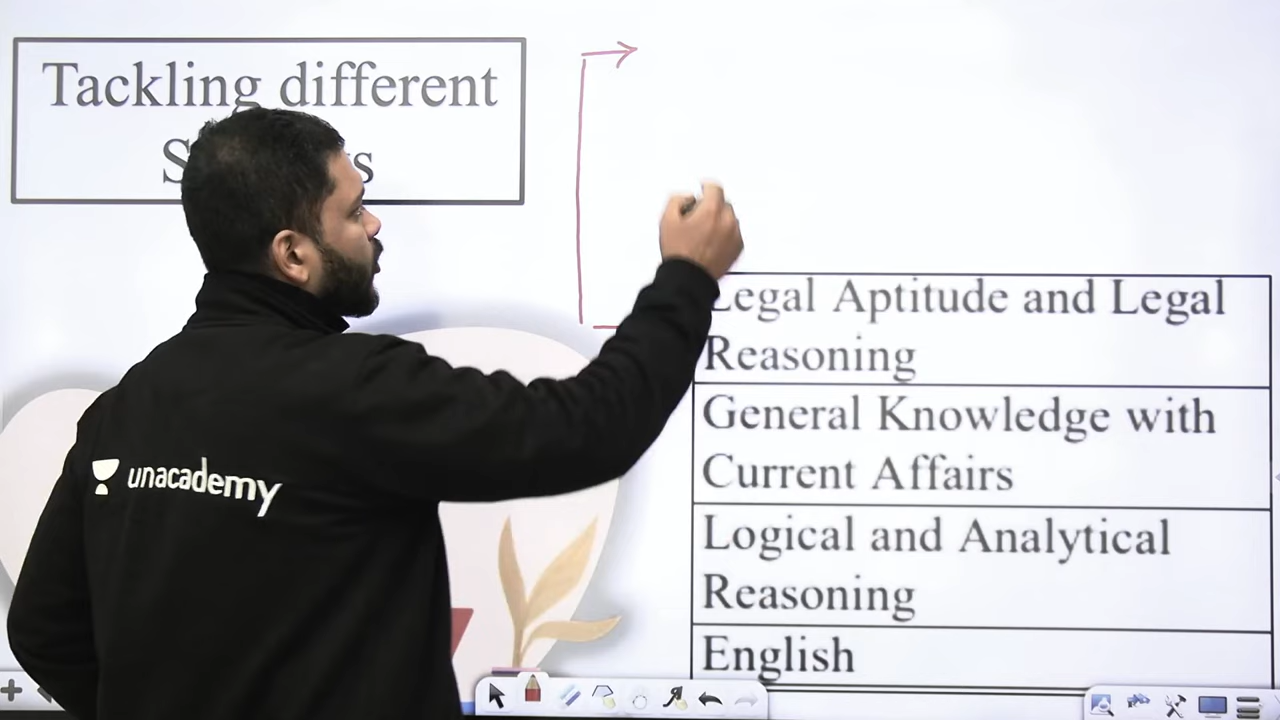 Tackling different
unacademy
Legal Aptitude and Legal
Reasoning
General Knowledge with
Current Affairs
Logical and Analytical
Reasoning
English